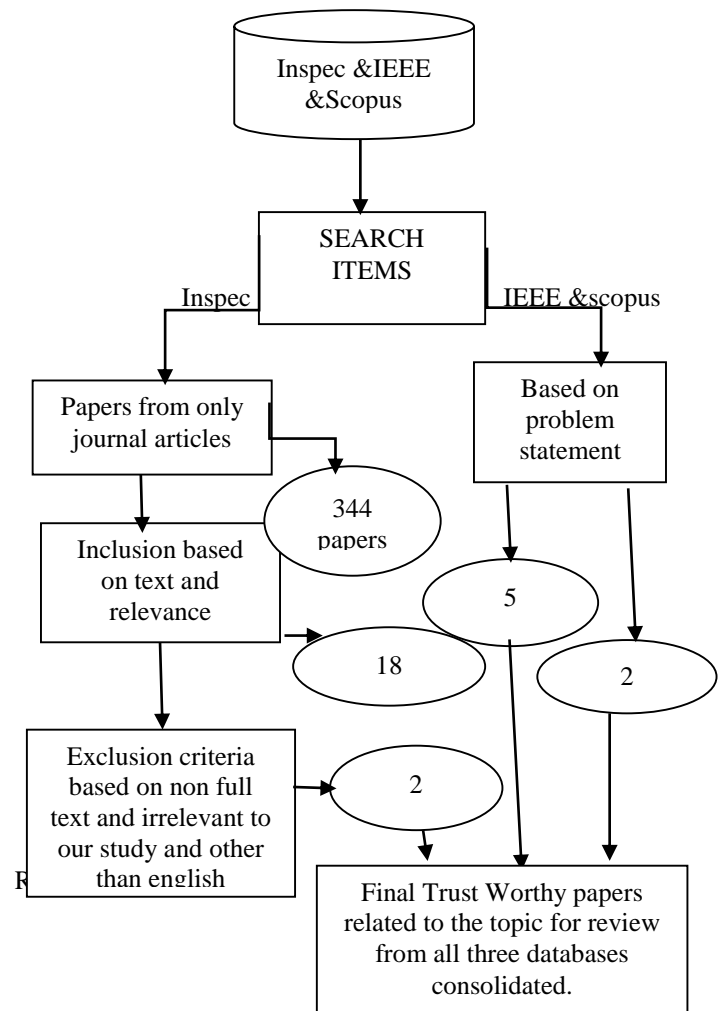 Inspec &IEEE
&Scopus
SEARCH
ITEMS
Inspec
IEEE &scopus
Papers from only
journal articles
Based on
problem
statement
344
papers
Inclusion based
on text and
relevance
5
18
2
Exclusion criteria
based on non full
text and irrelevant to
our study and other
than english
2
R
Final Trust Worthy papers
related to the topic for review
from all three databases
consolidated.